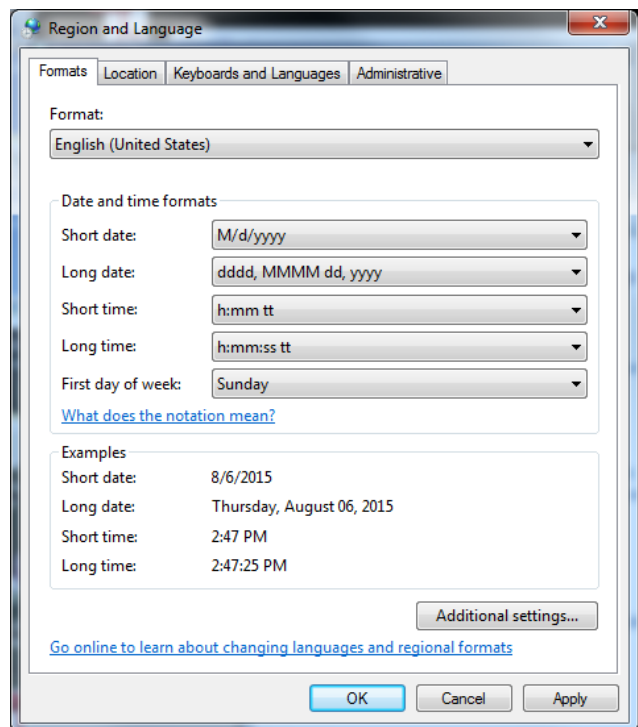 Region and Language
Formats Location Keyboards and Languages Administrative
Format:
English (United States)
Date and time formats
Short date: M/d/yyyy
Long date: dddd, MMMM dd, yyyy
Short time: h:mm tt
Long time: h:mm:ss tt
First day of week: Sunday
What does the notation mean?
Examples
Short date: 8/6/2015
Long date: Thursday, August 06, 2015
Short time: 2:47 PM
Long time: 2:47:25 PM
Additional settings...
Go online to learn about changing languages and regional formats
OK Cancel Apply